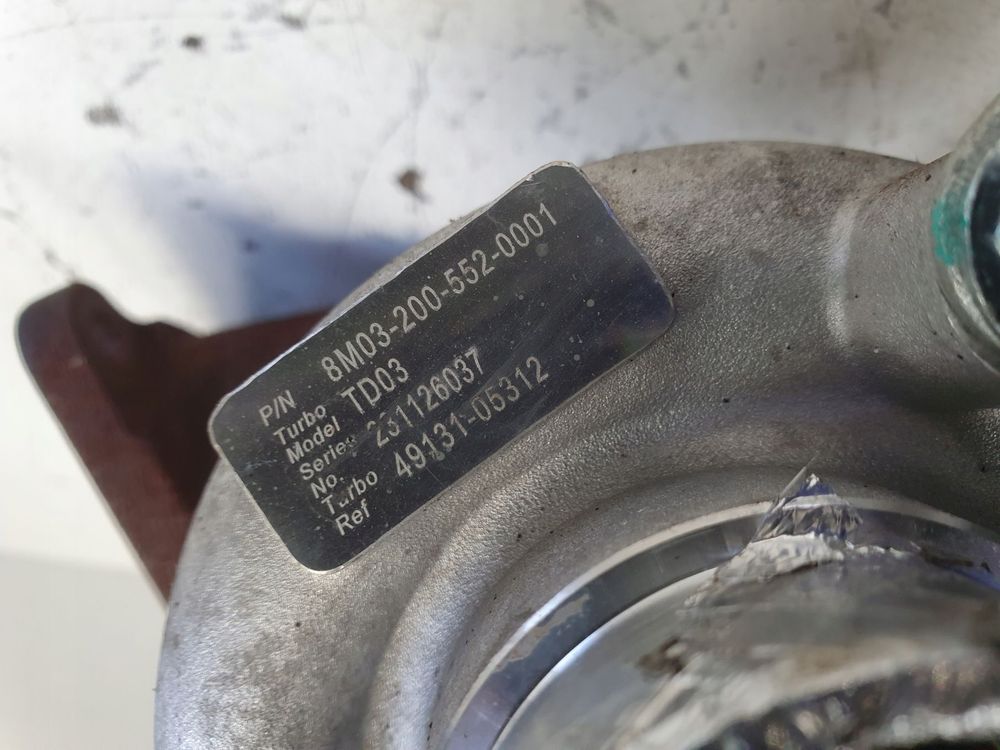 P/N 8M03-200-552-0001
Turbo
Model TD03
Series
No. 231126037
Turbo
Ref 49131-05312